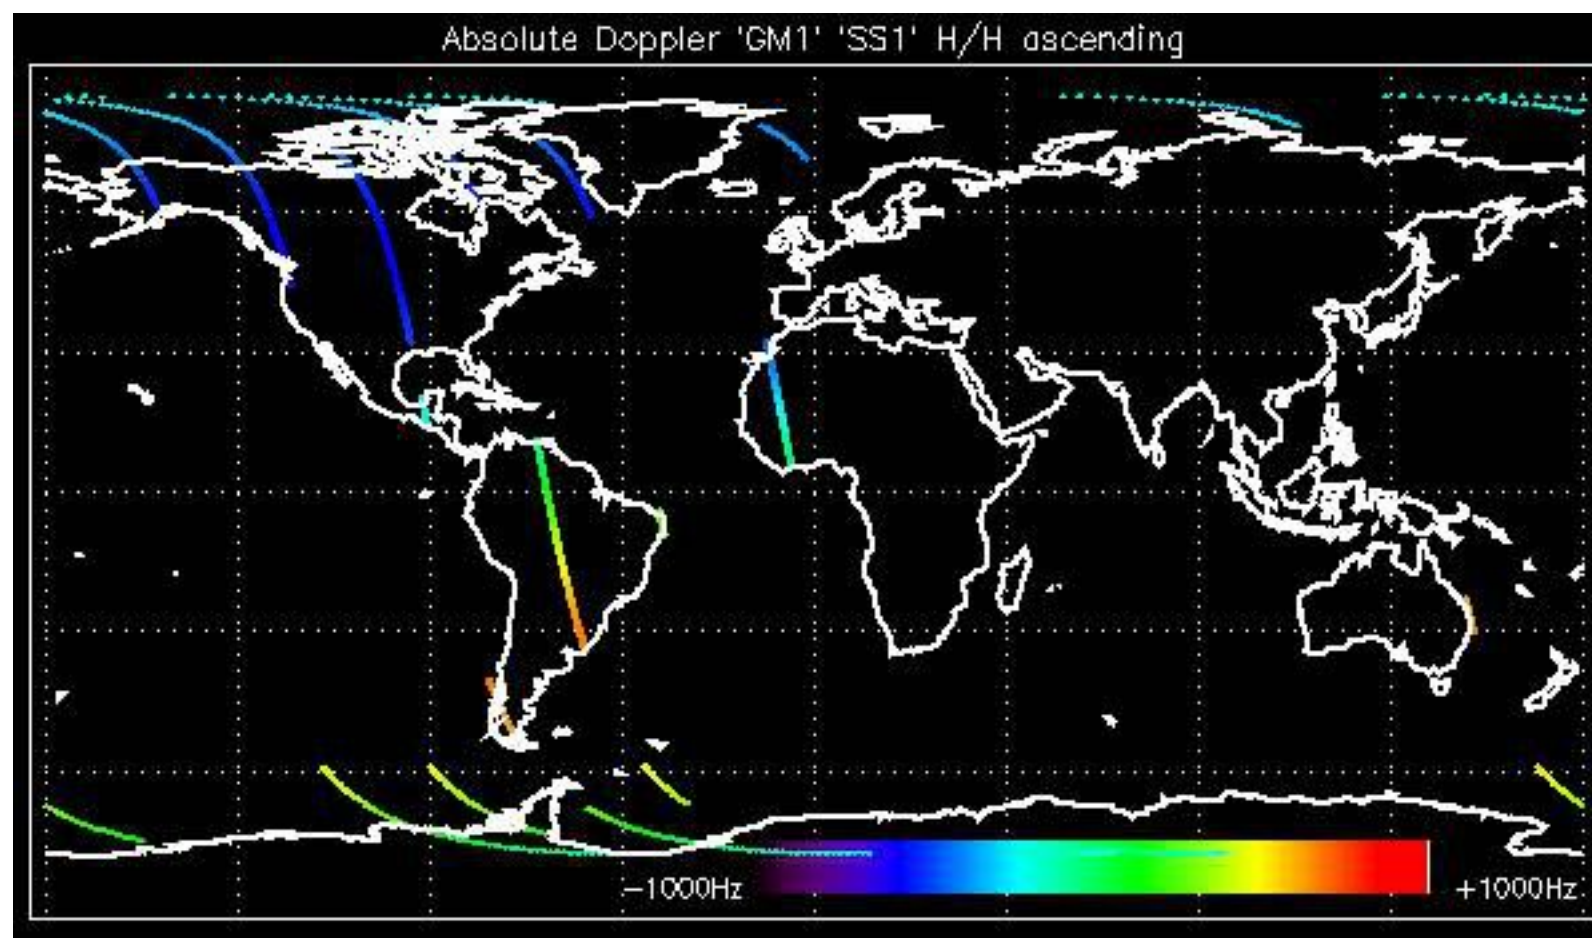 Absolute Doppler 'GM1' 'SS1' H/H ascending
-1000Hz
+1000Hz